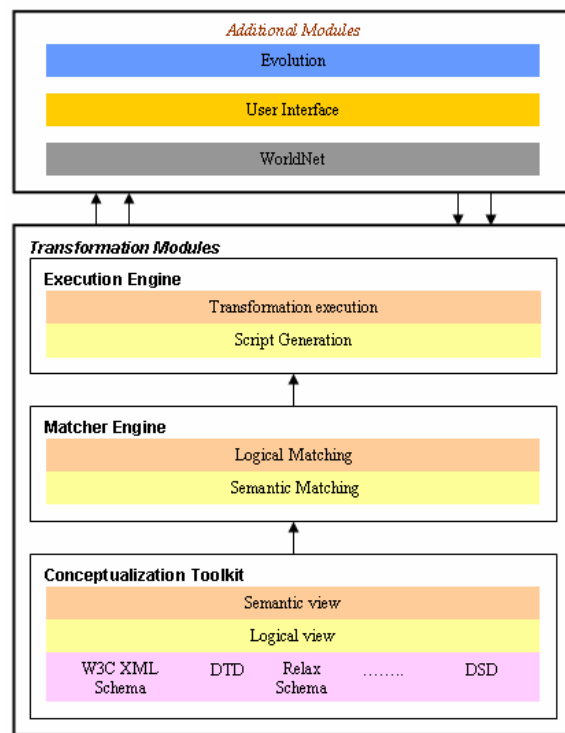 Additional Modules
Evolution
User Interface
WorldNet
Transformation Modules
Execution Engine
Transformation execution
Script Generation
Matcher Engine
Logical Matching
Semantic Matching
Conceptualization Toolkit
Semantic view
Logical view
W3C XML Schema
DTD
Relax Schema
........
DSD